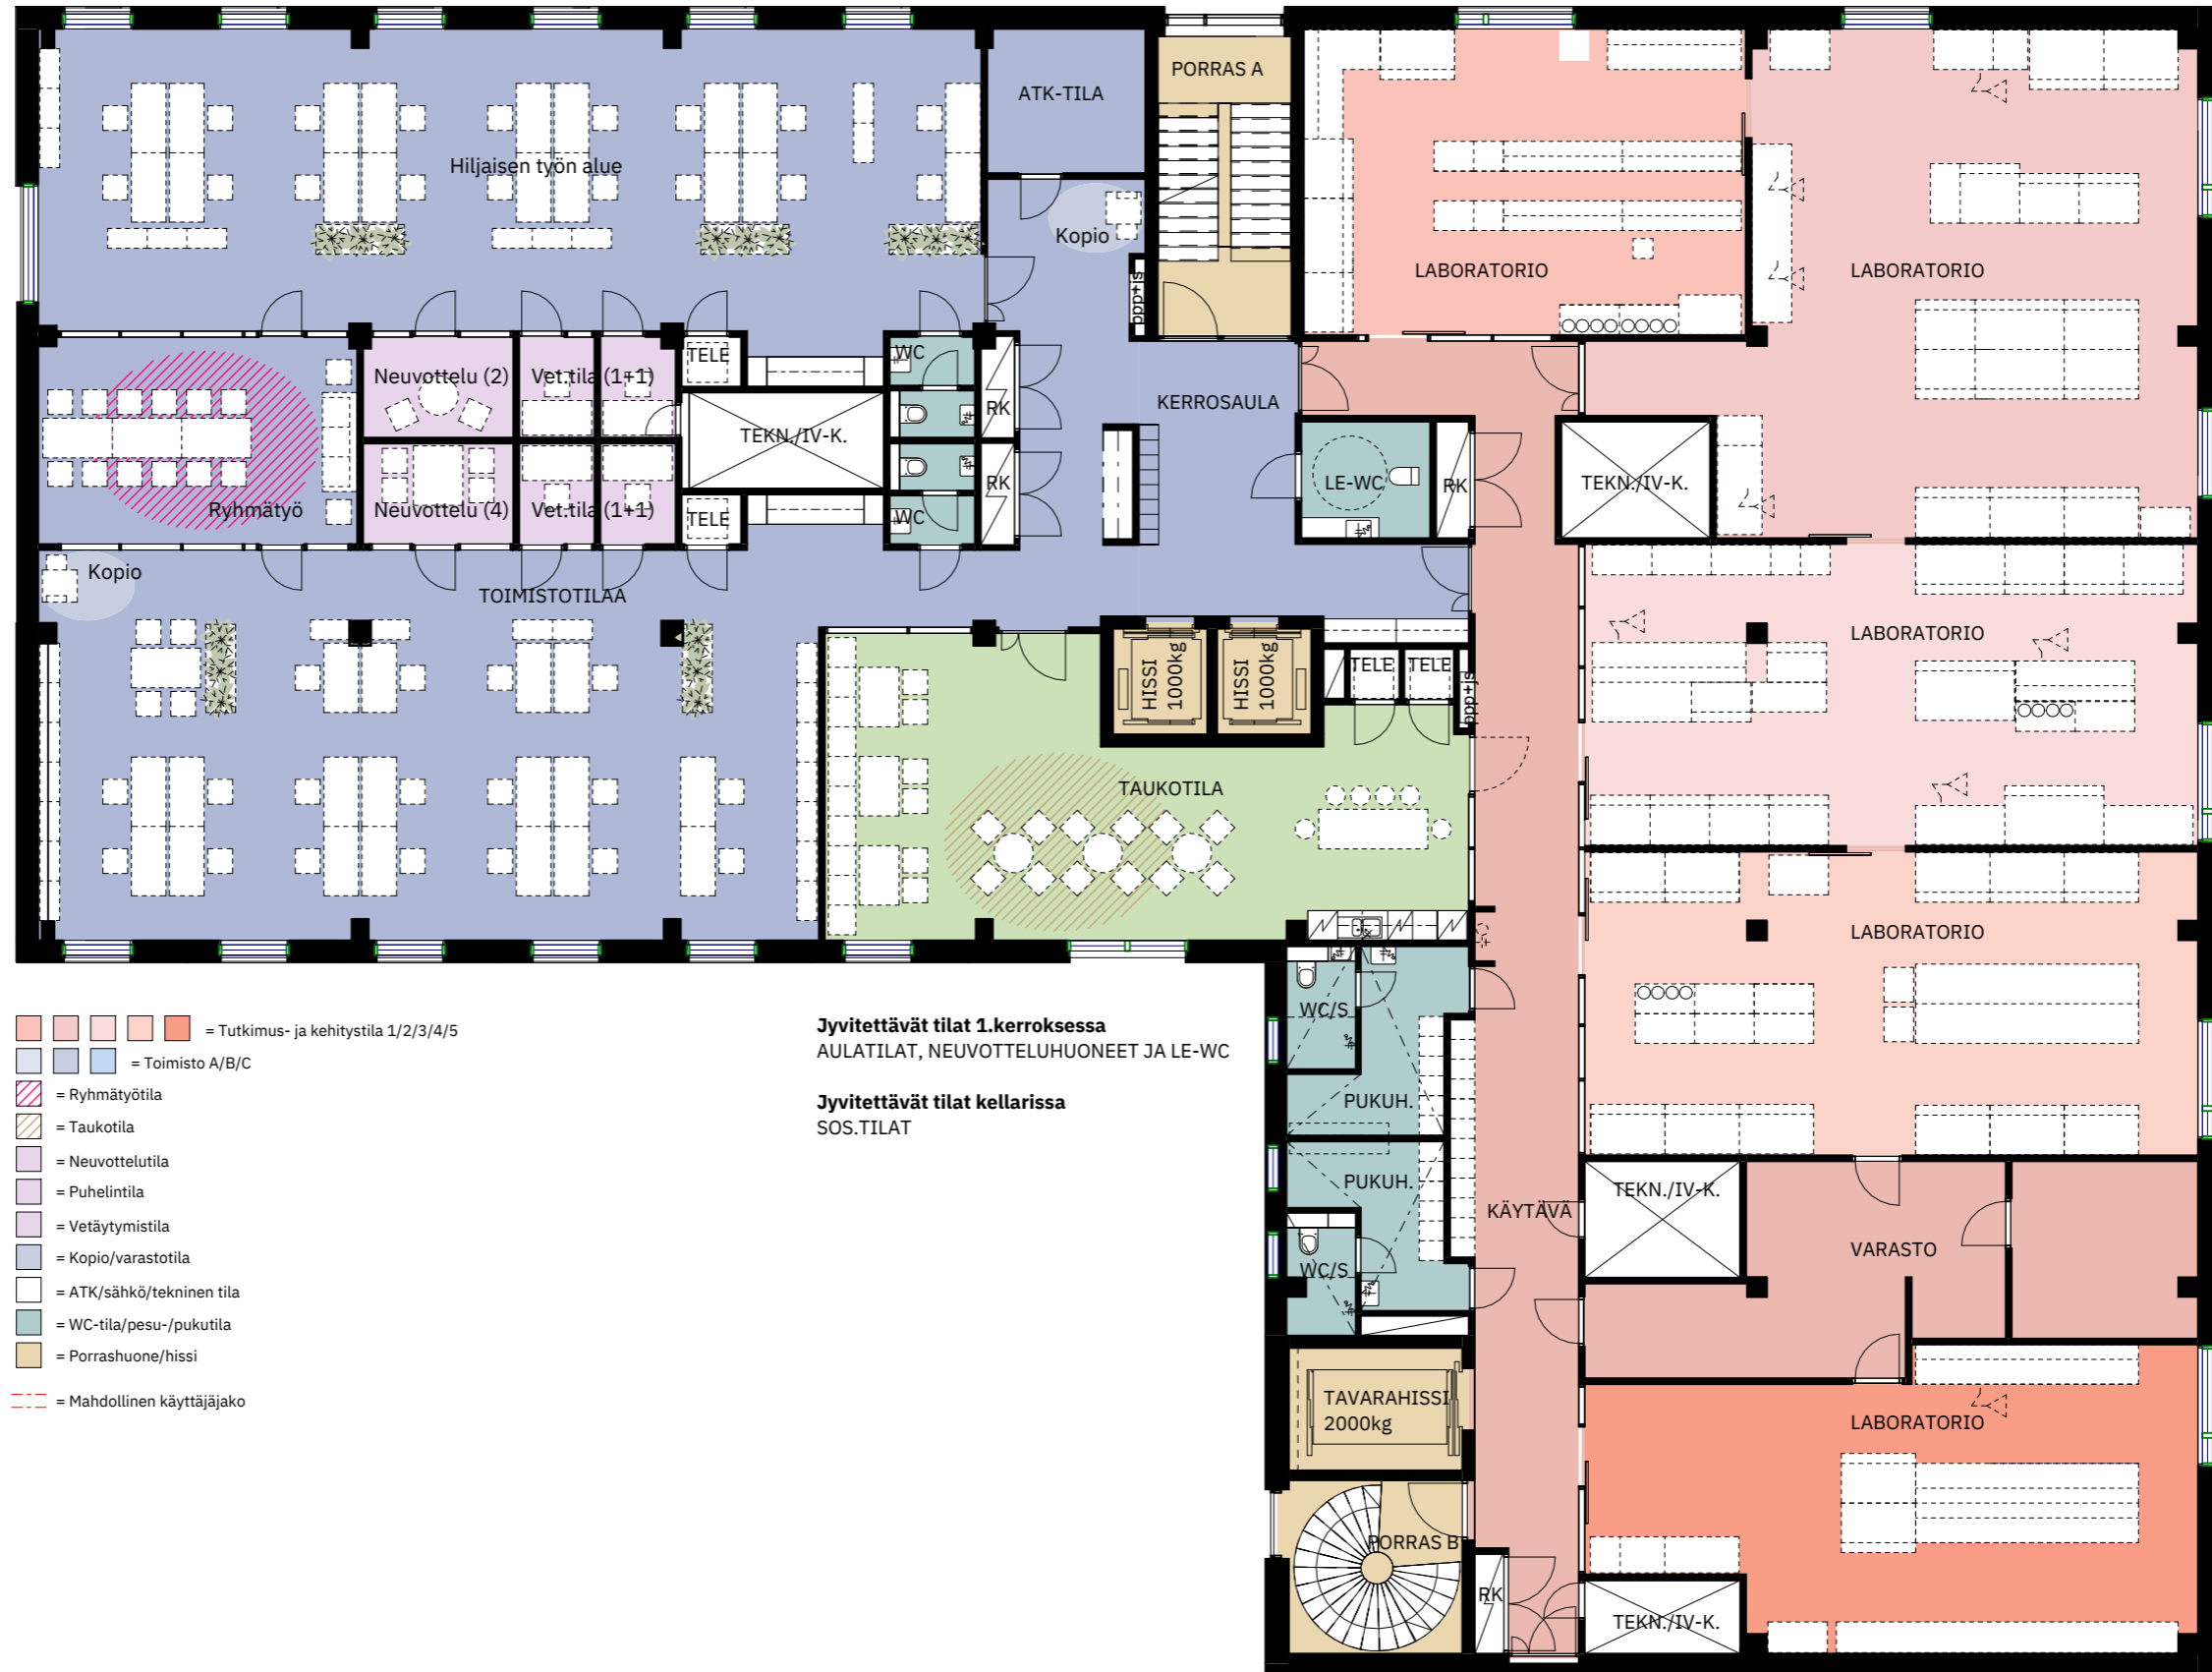 PORRAS A
ATK-TILA
Hiljaisen työn alue
Kopio
LABORATORIO
LABORATORIO
ppp+js
TELE
WC
Neuvottelu (2)
Vet.tila (1+1)
KERROSAULA
RK
TEKN./IV-K.
LE-WC
RK
TEKN./IV-K.
RK
Ryhmätyö
Neuvottelu (4)
Vet.tila (1+1)
TELE
WC
Kopio
TOIMISTOTILAA
LABORATORIO
HISSI
1000kg
HISSI
1000kg
TELE
TELE
ppp+js
TAUKOTILA
LABORATORIO
WC/S
PUKUH.
PUKUH.
KÄYTÄVÄ
TEKN./IV-K.
VARASTO
WC/S
TAVARAHISSI
2000kg
LABORATORIO
PORRAS B
RK
TEKN./IV-K.
= Tutkimus- ja kehitystila 1/2/3/4/5
= Toimisto A/B/C
= Ryhmätyötila
= Taukotila
= Neuvottelutila
= Puhelintila
= Vetäytymistila
= Kopio/varastotila
= ATK/sähkö/tekninen tila
= WC-tila/pesu-/pukutila
= Porrashuone/hissi
= Mahdollinen käyttäjäjako
Jyvitettävät tilat 1.kerroksessa
AULATILAT, NEUVOTTELUHUONEET JA LE-WC
Jyvitettävät tilat kellarissa
SOS.TILAT